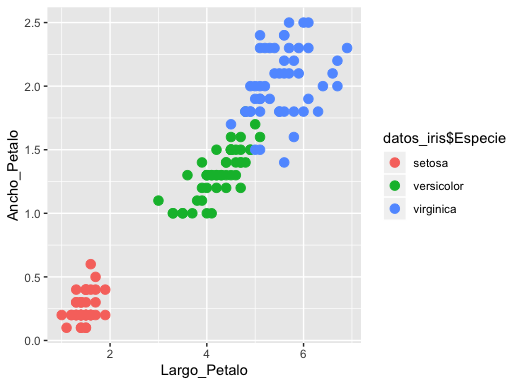 2.5
2.0
1.5
1.0
0.5
0.0
Ancho_Petalo
2
4
6
Largo_Petalo
datos_iris$Especie
setosa
versicolor
virginica